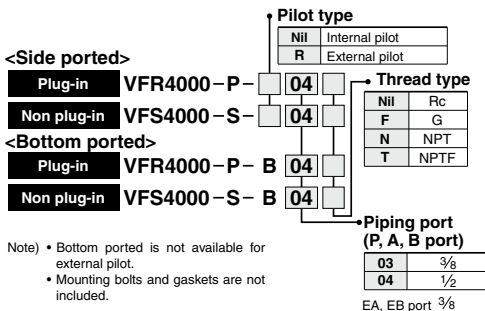 Pilot type
Nil Internal pilot
R External pilot
<Side ported>
Plug-in VFR4000-P- 04
Non plug-in VFS4000-S- 04
Thread type
Nil Rc
F G
N NPT
T NPTF
<Bottom ported>
Plug-in VFR4000-P- B 04
Non plug-in VFS4000-S- B 04
Note) • Bottom ported is not available for
external pilot.
• Mounting bolts and gaskets are not
included.
Piping port
(P, A, B port)
03 3/8
04 1/2
EA, EB port 3/8